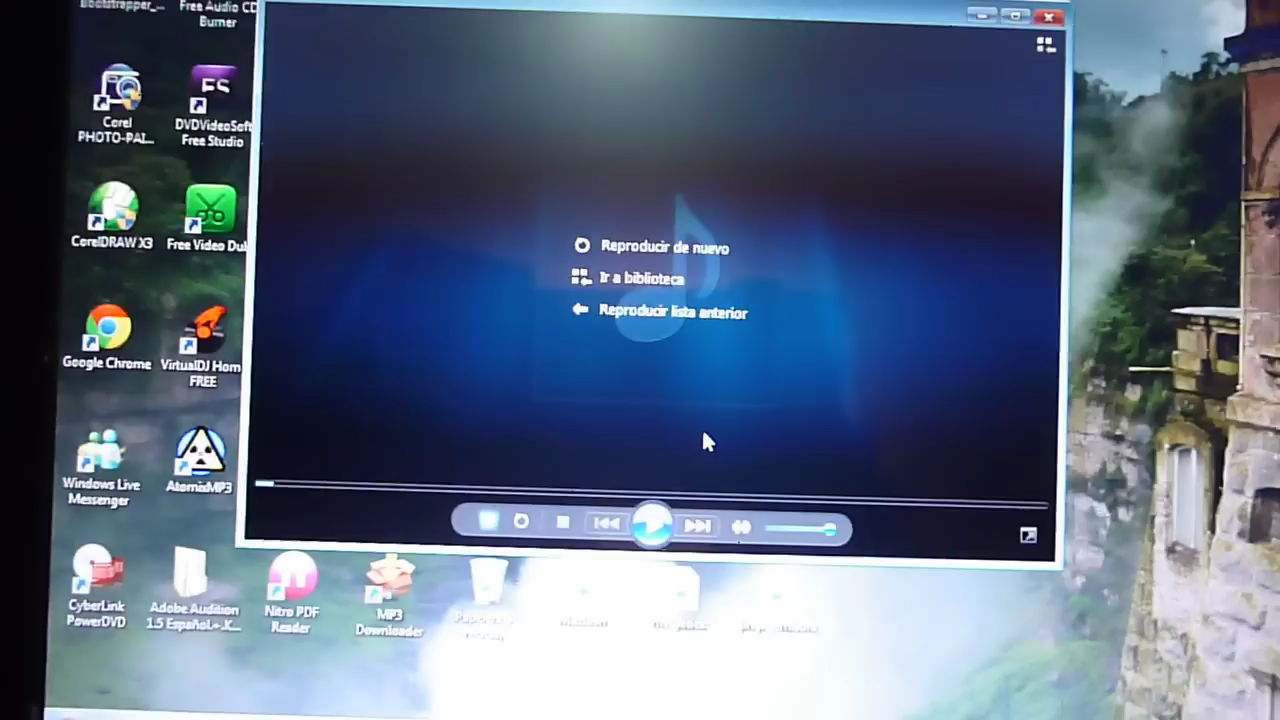 Bootstrapper_...
Free Audio CD
Burner
Corel
PHOTO-PAI...
FS
DVDVideoSoft
Free Studio
CorelDRAW X3
Free Video Dub
Google Chrome
VirtualDJ Hom
FREE
Windows Live
Messenger
AtomixMP3
CyberLink
PowerDVD
Adobe Audition
1.5 Español.+.K...
Nitro PDF
Reader
MP3
Downloader
Reproducir de nuevo
Ir a biblioteca
Reproducir lista anterior